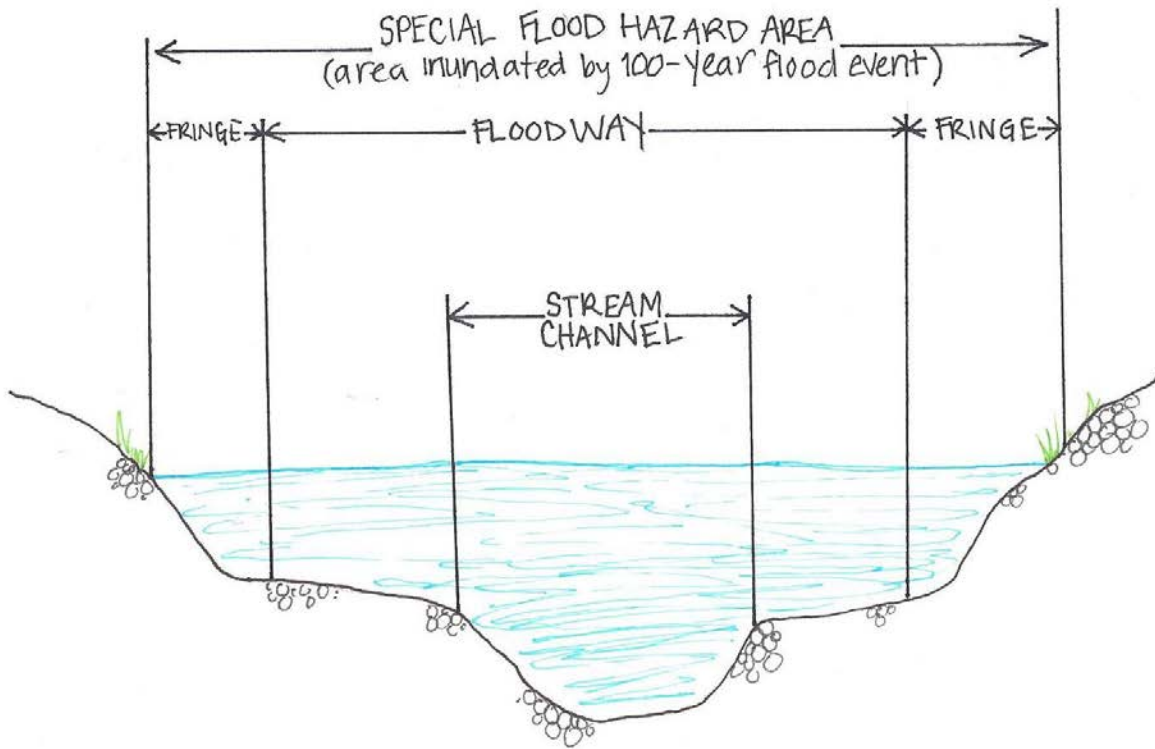 SPECIAL FLOOD HAZARD AREA
(area inundated by 100-year flood event)
FRINGE
FLOODWAY
FRINGE
STREAM
CHANNEL